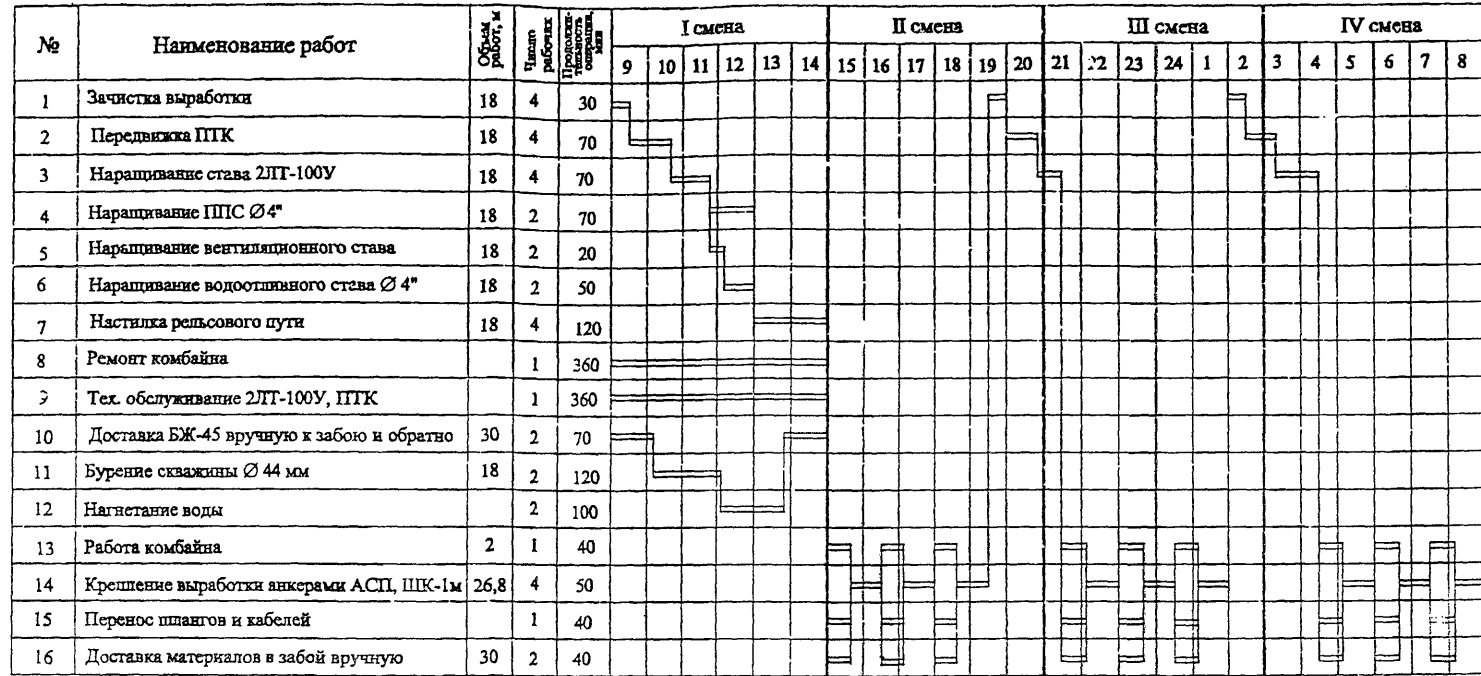 № Наименование работ Объем работ, м Число рабочих Продолжительность операции, мин I смена II смена III смена IV смена
9 10 11 12 13 14 15 16 17 18 19 20 21 22 23 24 1 2 3 4 5 6 7 8
1 Зачистка выработки 18 4 30
2 Передвижка ПТК 18 4 70
3 Наращивание става 2ЛТ-100У 18 4 70
4 Наращивание ППС Ø4" 18 2 70
5 Наращивание вентиляционного става 18 2 20
6 Наращивание водоотливного става Ø 4" 18 2 50
7 Настилка рельсового пути 18 4 120
8 Ремонт комбайна 1 360
9 Тех. обслуживание 2ЛТ-100У, ПТК 1 360
10 Доставка БЖ-45 вручную к забою и обратно 30 2 70
11 Бурение скважины Ø 44 мм 18 2 120
12 Нагнетание воды 2 100
13 Работа комбайна 2 1 40
14 Крепление выработки анкерами АСП, ШК-1м 26,8 4 50
15 Перенос шлангов и кабелей 1 40
16 Доставка материалов в забой вручную 30 2 40